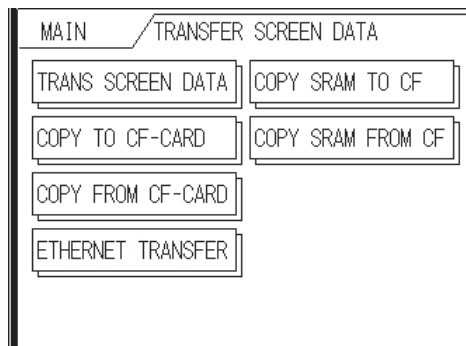 MAIN TRANSFER SCREEN DATA
TRANS SCREEN DATA COPY SRAM TO CF
COPY TO CF-CARD COPY SRAM FROM CF
COPY FROM CF-CARD
ETHERNET TRANSFER